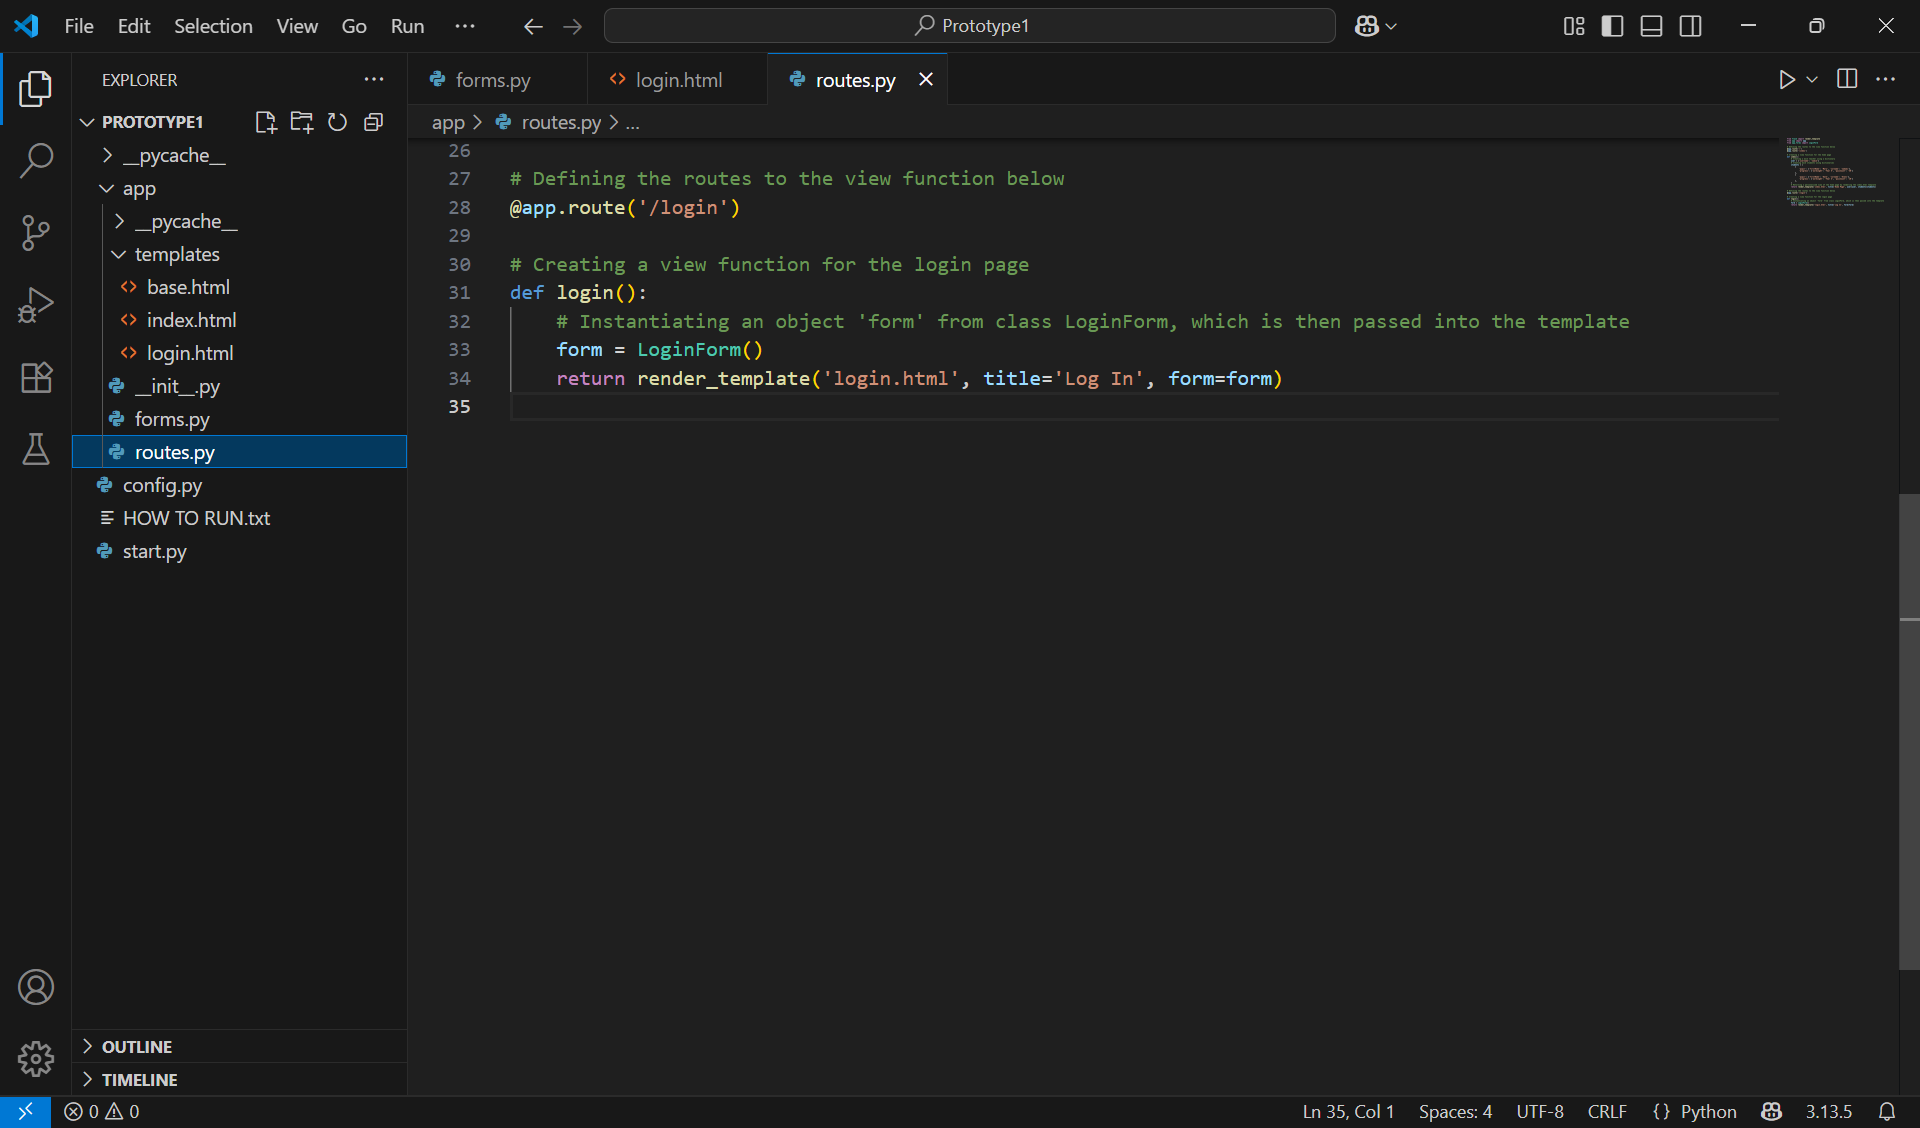 File Edit Selection View Go Run ··· Prototype1
EXPLORER ···
PROTOTYPE1
__pycache__
app
__pycache__
templates
base.html
index.html
login.html
__init__.py
forms.py
routes.py
config.py
HOW TO RUN.txt
start.py
OUTLINE
TIMELINE
forms.py login.html routes.py
app > routes.py > ...
26
27 # Defining the routes to the view function below
28 @app.route('/login')
29
30 # Creating a view function for the login page
31 def login():
32     # Instantiating an object 'form' from class LoginForm, which is then passed into the template
33     form = LoginForm()
34     return render_template('login.html', title='Log In', form=form)
35
0 0 Ln 35, Col 1 Spaces: 4 UTF-8 CRLF {} Python 3.13.5